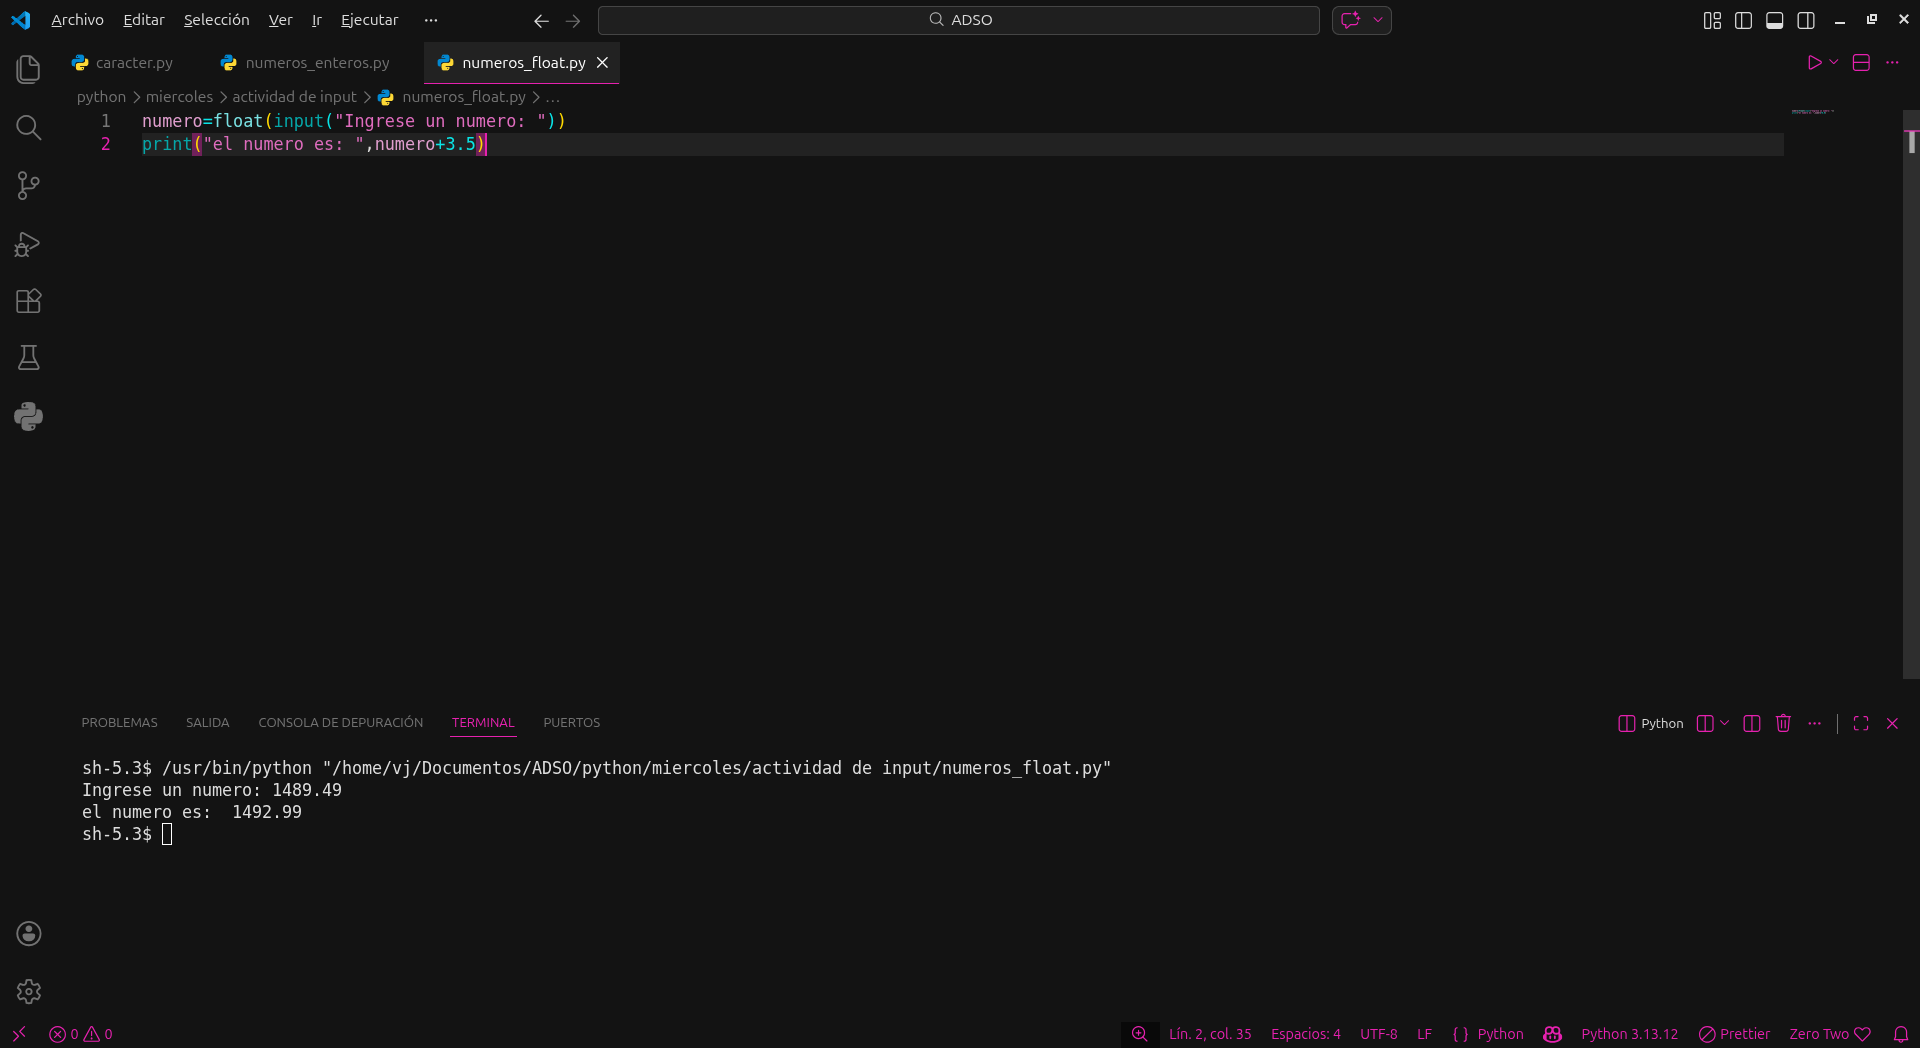 Archivo Editar Selección Ver Ir Ejecutar ··· ADSO
caracter.py numeros_enteros.py numeros_float.py
python > miercoles > actividad de input > numeros_float.py > ...
1 numero=float(input("Ingrese un numero: "))
2 print("el numero es: ",numero+3.5)
PROBLEMAS SALIDA CONSOLA DE DEPURACIÓN TERMINAL PUERTOS Python
sh-5.3$ /usr/bin/python "/home/vj/Documentos/ADSO/python/miercoles/actividad de input/numeros_float.py"
Ingrese un numero: 1489.49
el numero es:  1492.99
sh-5.3$
0 0 Lín. 2, col. 35 Espacios: 4 UTF-8 LF { } Python Python 3.13.12 Prettier Zero Two ♡